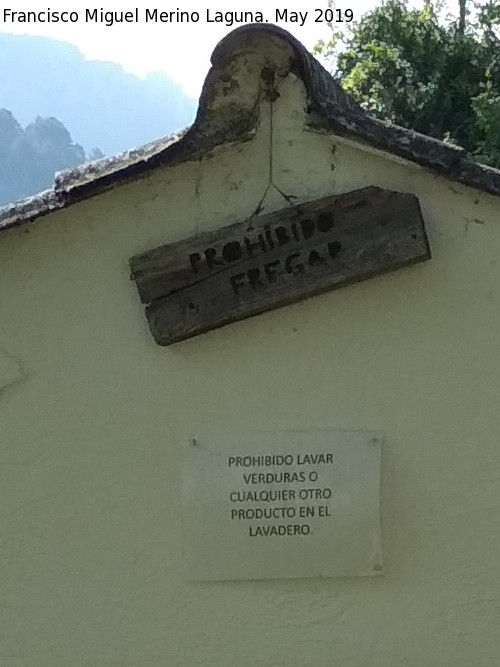 Francisco Miguel Merino Laguna. May 2019
PROHIBIDO
FREGAR
PROHIBIDO LAVAR
VERDURAS O
CUALQUIER OTRO
PRODUCTO EN EL
LAVADERO.